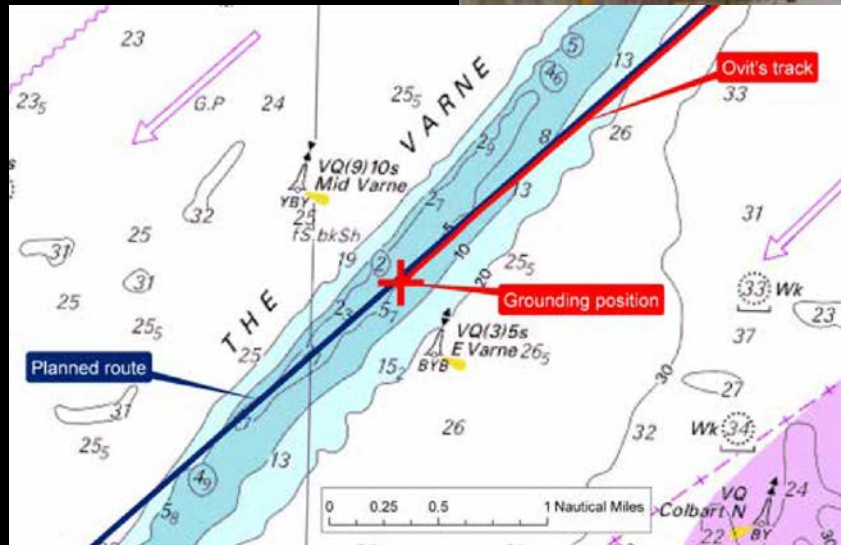 23
23₅
G.P
24
25₅
THE VARNE
5
4₆
13
Ovit's track
33
8
26
2₉
VQ(9)10s
Mid Varne
YBY
25
fS.bkSh
32
25
31
31
25
25₅
19
2
2₇
13
5
10
20
25₅
31
Grounding position
33
Wk
23
37
2₃
5₇
VQ(3)5s
E Varne
BYB
26₅
15₂
25
30
27
Planned route
31
25₅
26
32
Wk
34
13
4₉
5₈
0 0.25 0.5 1 Nautical Miles
VQ
Colbart N
BY
24
22
30